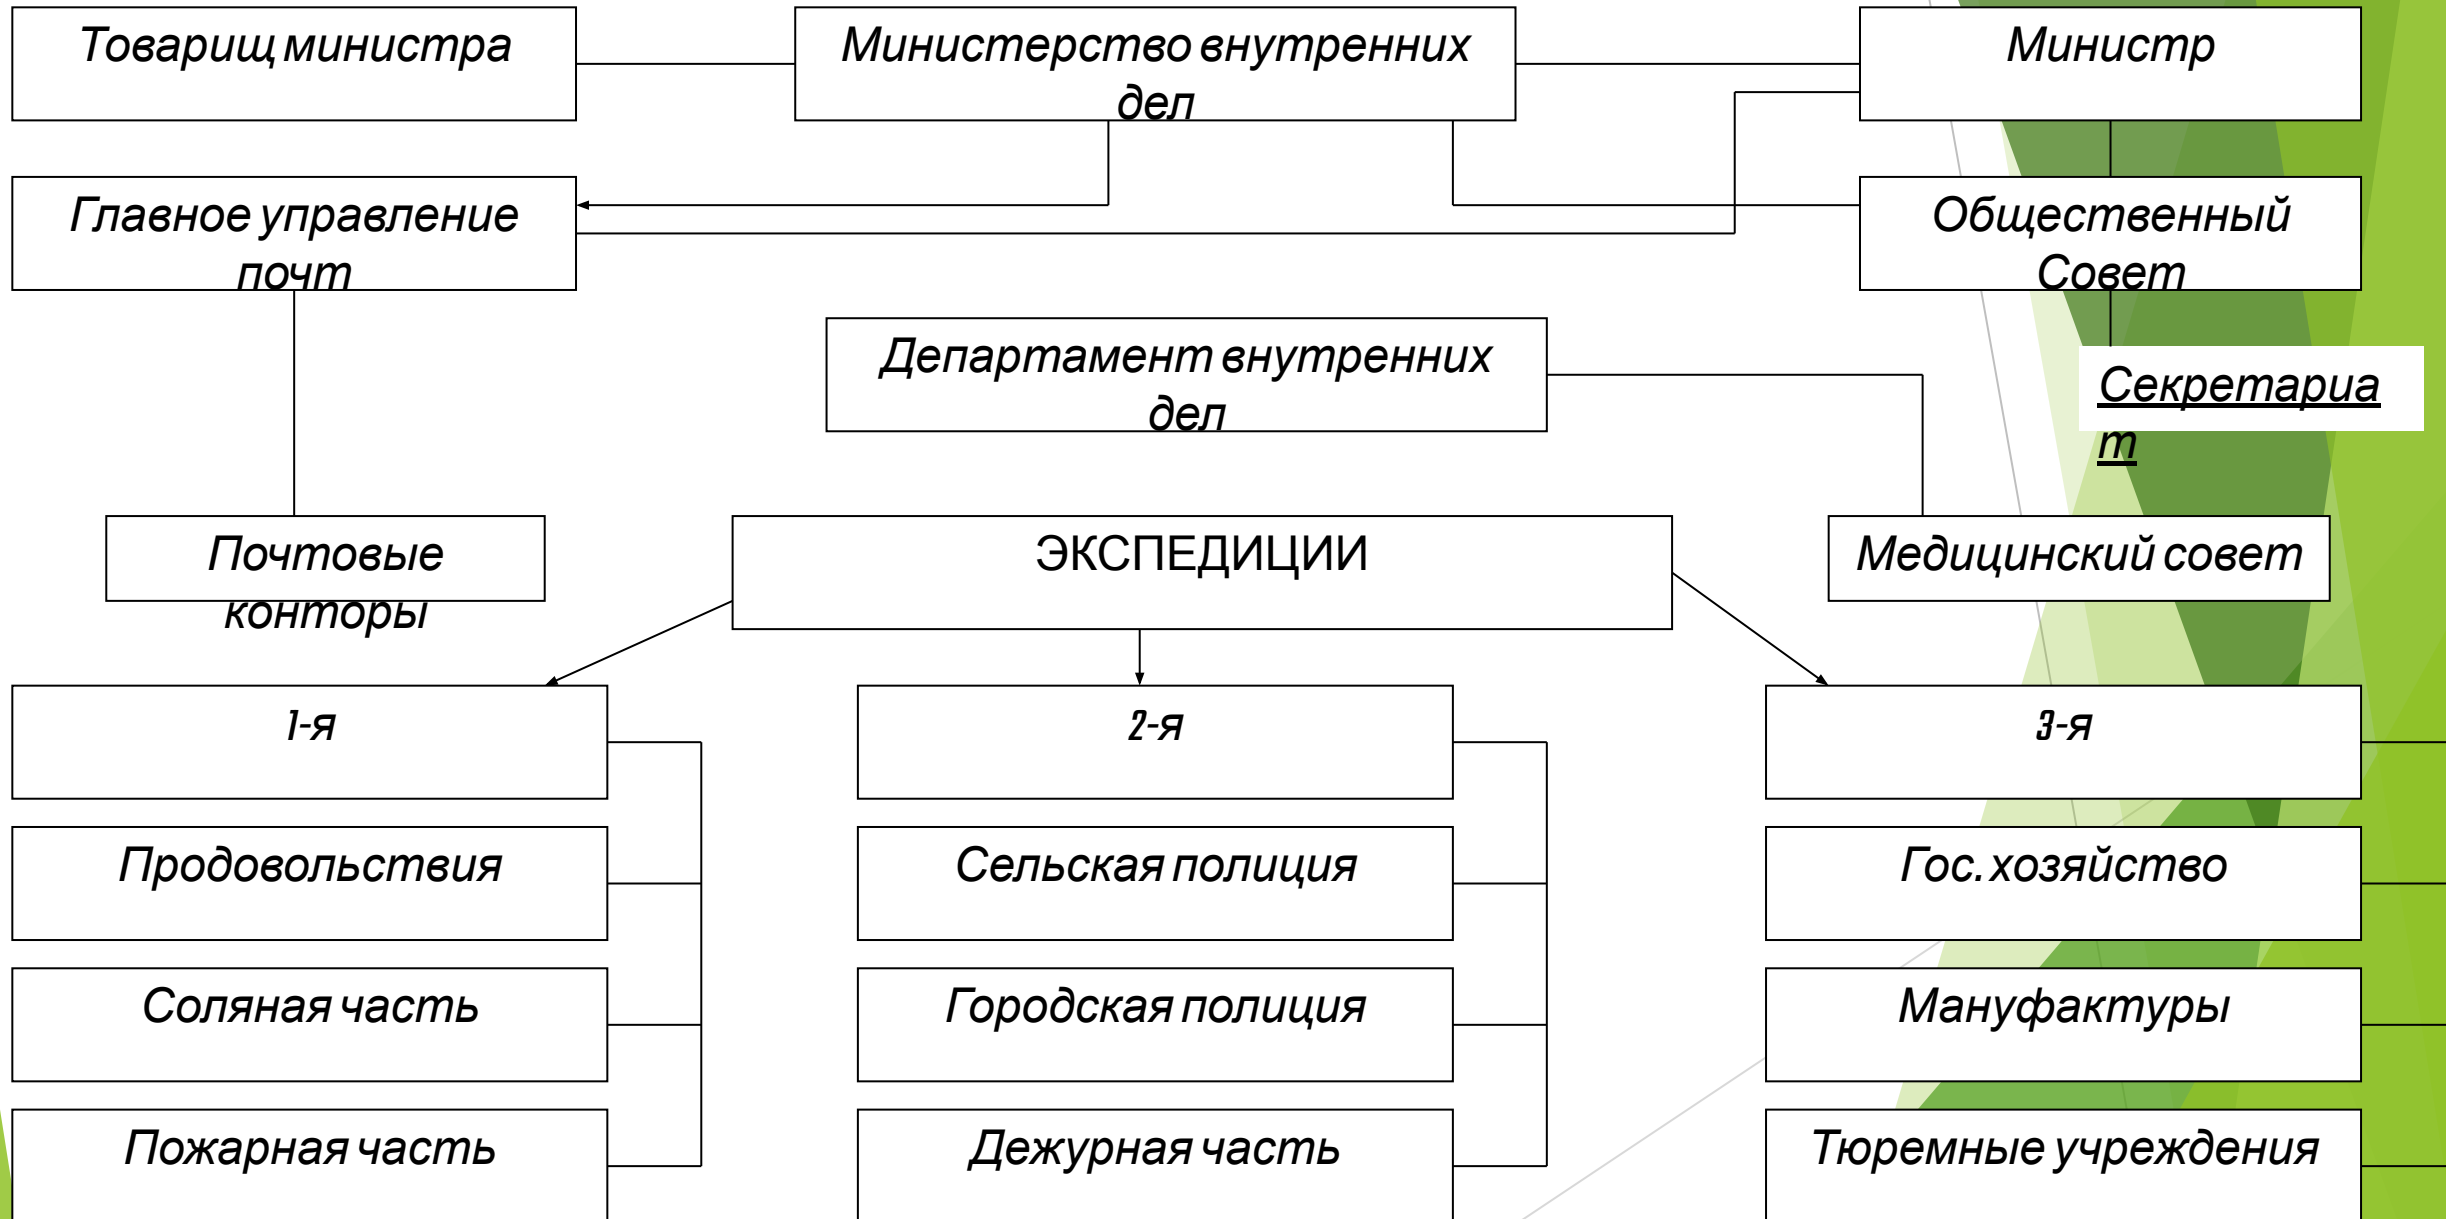 Товарищ министра
Министерство внутренних
дел
Министр
Главное управление
почт
Общественный
Совет
Департамент внутренних
дел
Секретариа
т
Почтовые
конторы
ЭКСПЕДИЦИИ
Медицинский совет
1-я
2-я
3-я
Продовольствия
Сельская полиция
Гос. хозяйство
Соляная часть
Городская полиция
Мануфактуры
Пожарная часть
Дежурная часть
Тюремные учреждения